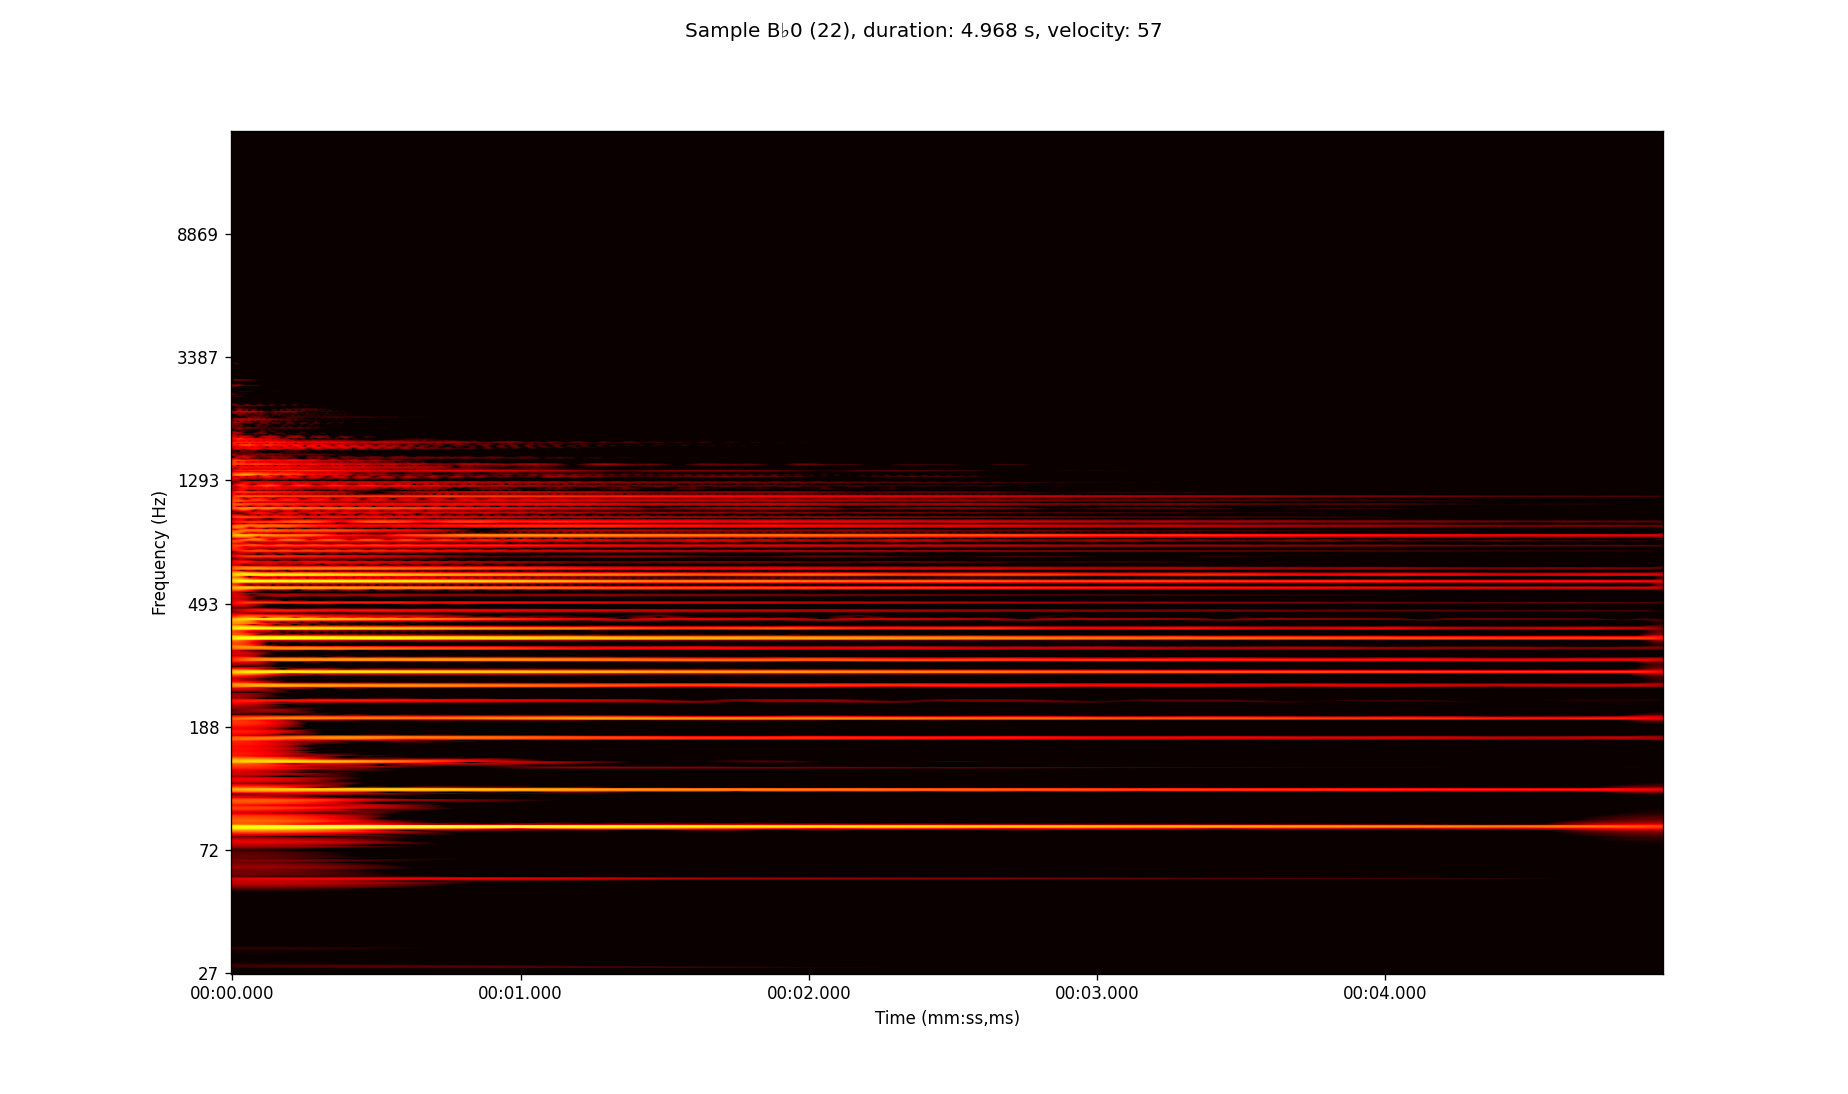 Sample B♭0 (22), duration: 4.968 s, velocity: 57
8869
3387
1293
493
188
72
27
Frequency (Hz)
00:00.000 00:01.000 00:02.000 00:03.000 00:04.000
Time (mm:ss,ms)